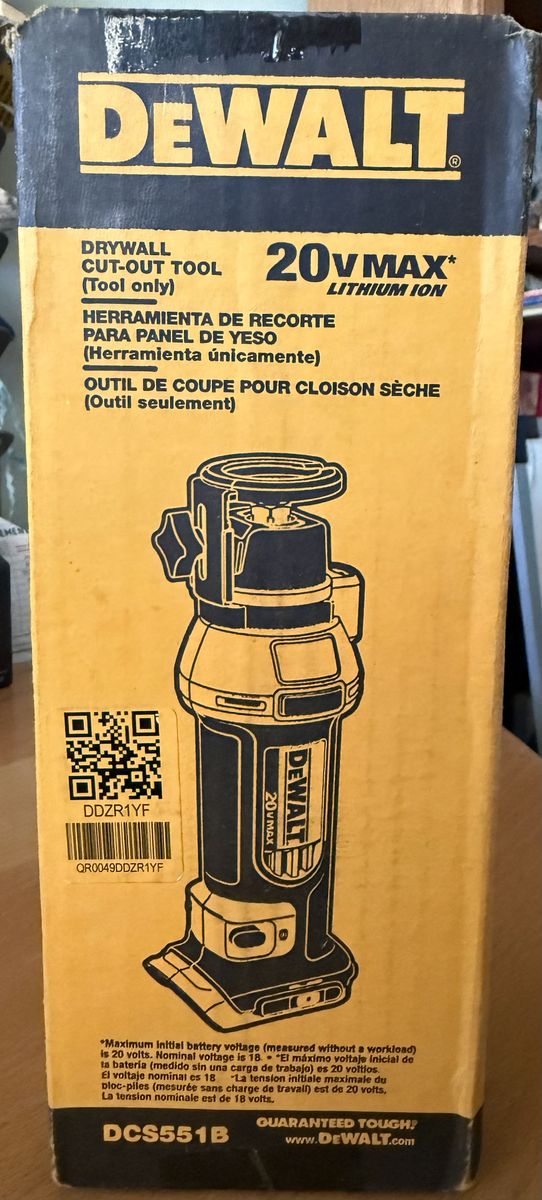 DEWALT®
DRYWALL
CUT-OUT TOOL
(Tool only)
20V MAX*
LITHIUM ION
HERRAMIENTA DE RECORTE
PARA PANEL DE YESO
(Herramienta únicamente)
OUTIL DE COUPE POUR CLOISON SÈCHE
(Outil seulement)
DEWALT
20V MAX
DDZR1YF
QR0049DDZR1YF
*Maximum initial battery voltage (measured without a workload)
is 20 volts. Nominal voltage is 18. • *El máximo voltaje inicial de
la batería (medido sin una carga de trabajo) es 20 voltios.
El voltaje nominal es 18 *La tension initiale maximale du
bloc-piles (mesurée sans charge de travail) est de 20 volts.
La tension nominale est de 18 volts.
DCS551B
GUARANTEED TOUGH.®
www.DEWALT.com